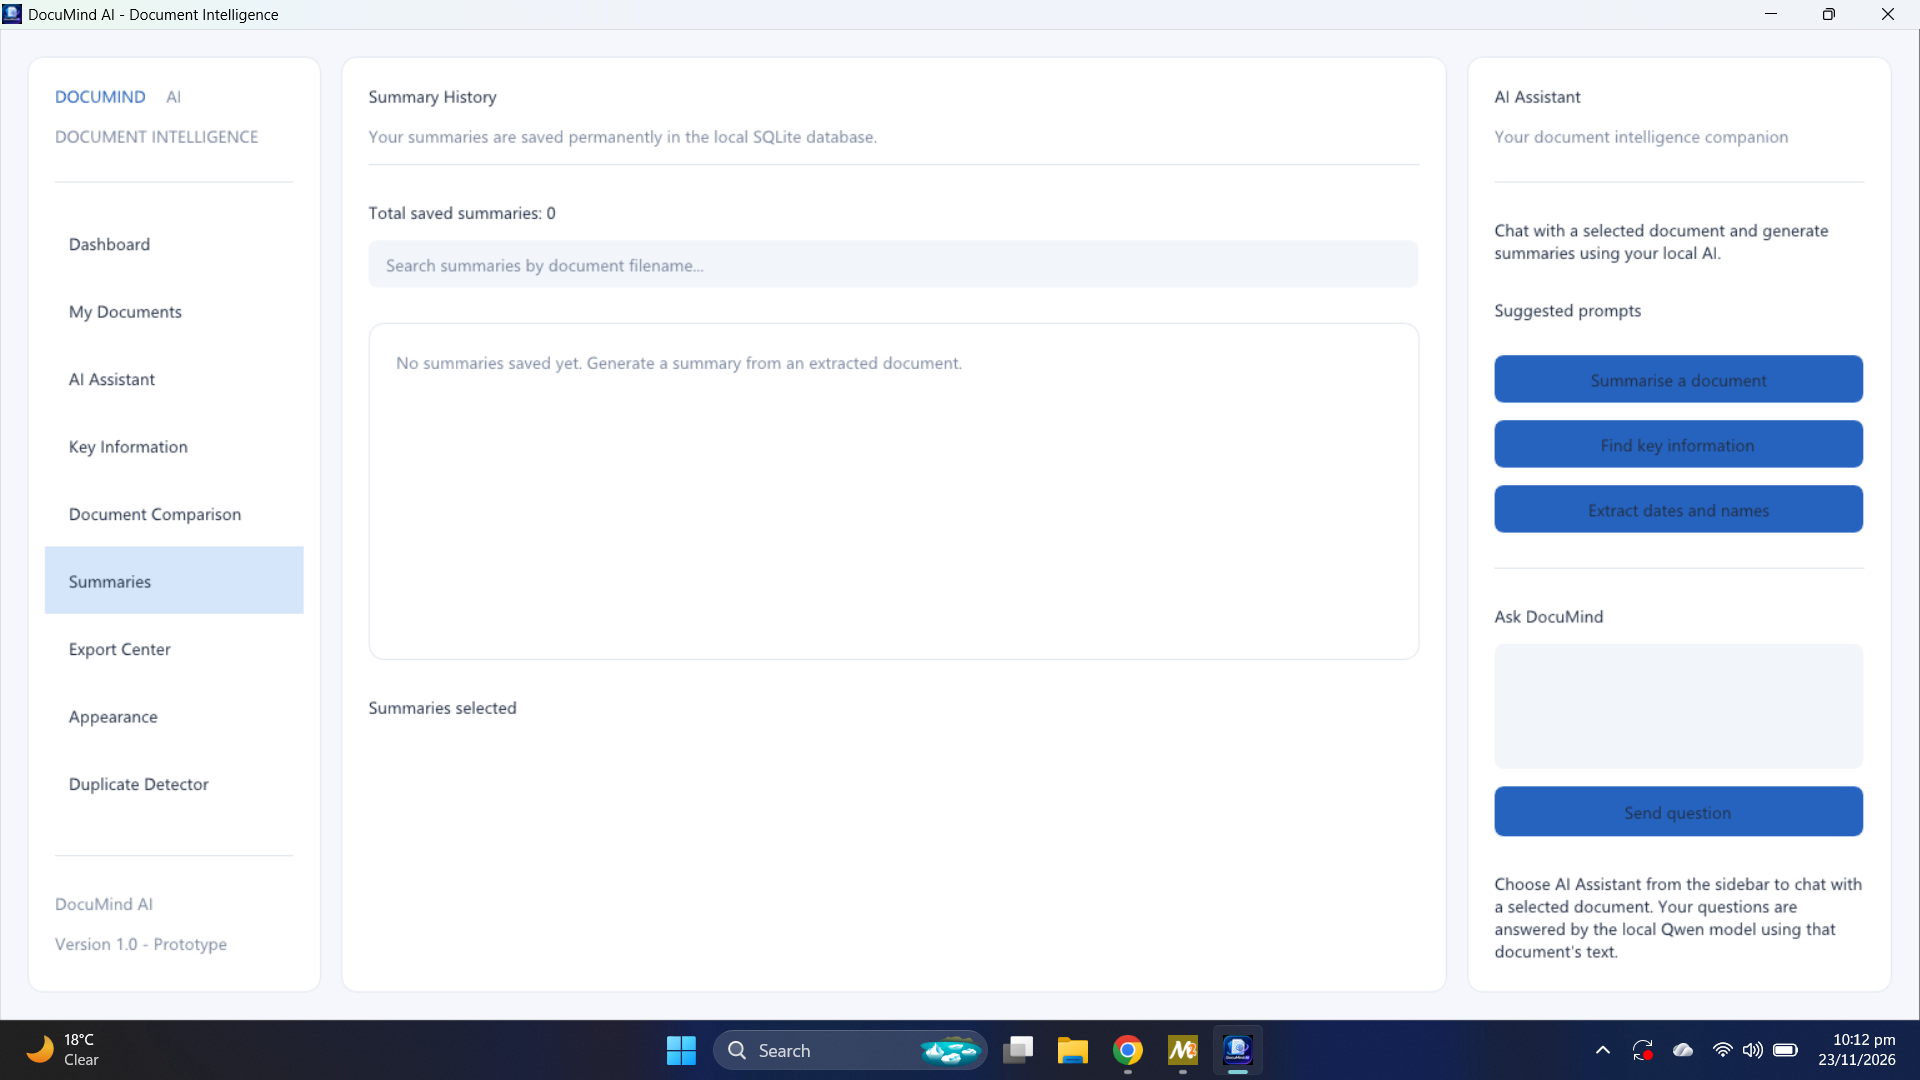 DocuMind AI - Document Intelligence
DOCUMIND AI
DOCUMENT INTELLIGENCE
Dashboard
My Documents
AI Assistant
Key Information
Document Comparison
Summaries
Export Center
Appearance
Duplicate Detector
DocuMind AI
Version 1.0 - Prototype
Summary History
Your summaries are saved permanently in the local SQLite database.
Total saved summaries: 0
Search summaries by document filename...
No summaries saved yet. Generate a summary from an extracted document.
Summaries selected
AI Assistant
Your document intelligence companion
Chat with a selected document and generate
summaries using your local AI.
Suggested prompts
Summarise a document
Find key information
Extract dates and names
Ask DocuMind
Send question
Choose AI Assistant from the sidebar to chat with
a selected document. Your questions are
answered by the local Qwen model using that
document's text.
18°C
Clear
Search
10:12 pm
23/11/2026